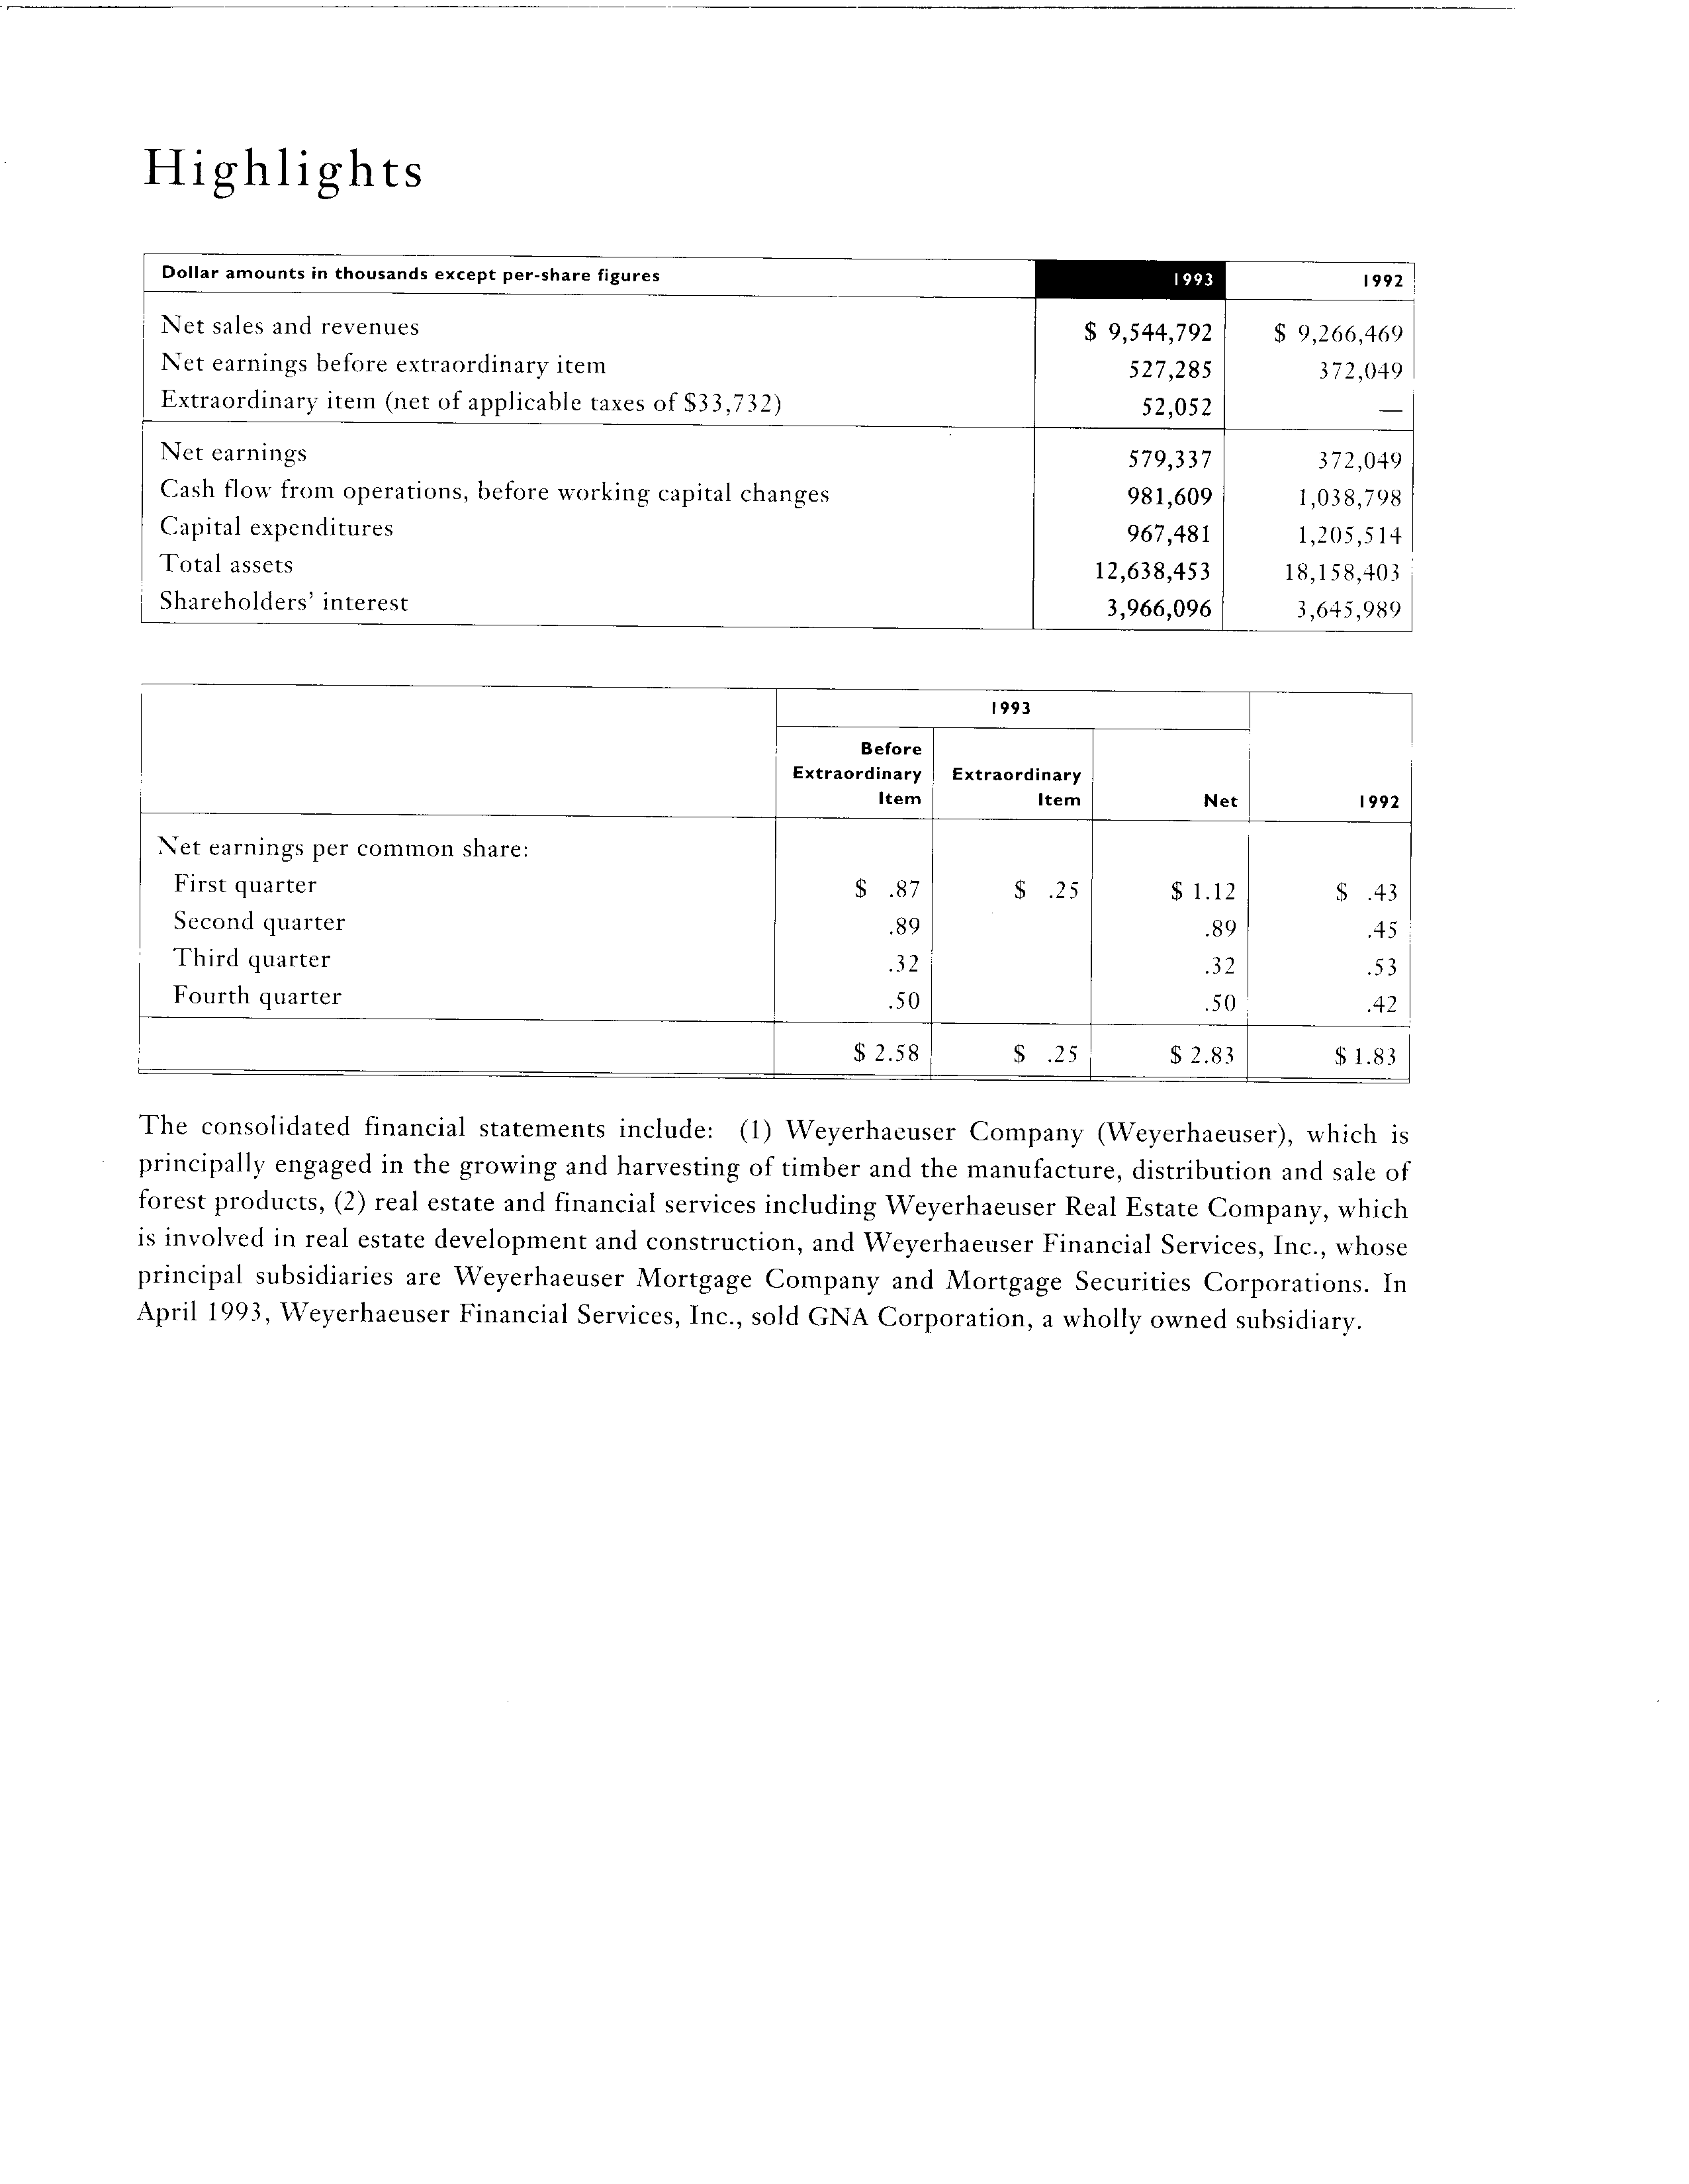 Highlights
Dollar amounts in thousands except per-share figures 1993 1992
Net sales and revenues $ 9,544,792 $ 9,266,469
Net earnings before extraordinary item 527,285 372,049
Extraordinary item (net of applicable taxes of $33,732) 52,052 —
Net earnings 579,337 372,049
Cash flow from operations, before working capital changes 981,609 1,038,798
Capital expenditures 967,481 1,205,514
Total assets 12,638,453 18,158,403
Shareholders' interest 3,966,096 3,645,989
1993
Before
Extraordinary Extraordinary
Item Item Net 1992
Net earnings per common share:
First quarter $ .87 $ .25 $ 1.12 $ .43
Second quarter .89 .89 .45
Third quarter .32 .32 .53
Fourth quarter .50 .50 .42
$ 2.58 $ .25 $ 2.83 $ 1.83
The consolidated financial statements include: (1) Weyerhaeuser Company (Weyerhaeuser), which is
principally engaged in the growing and harvesting of timber and the manufacture, distribution and sale of
forest products, (2) real estate and financial services including Weyerhaeuser Real Estate Company, which
is involved in real estate development and construction, and Weyerhaeuser Financial Services, Inc., whose
principal subsidiaries are Weyerhaeuser Mortgage Company and Mortgage Securities Corporations. In
April 1993, Weyerhaeuser Financial Services, Inc., sold GNA Corporation, a wholly owned subsidiary.